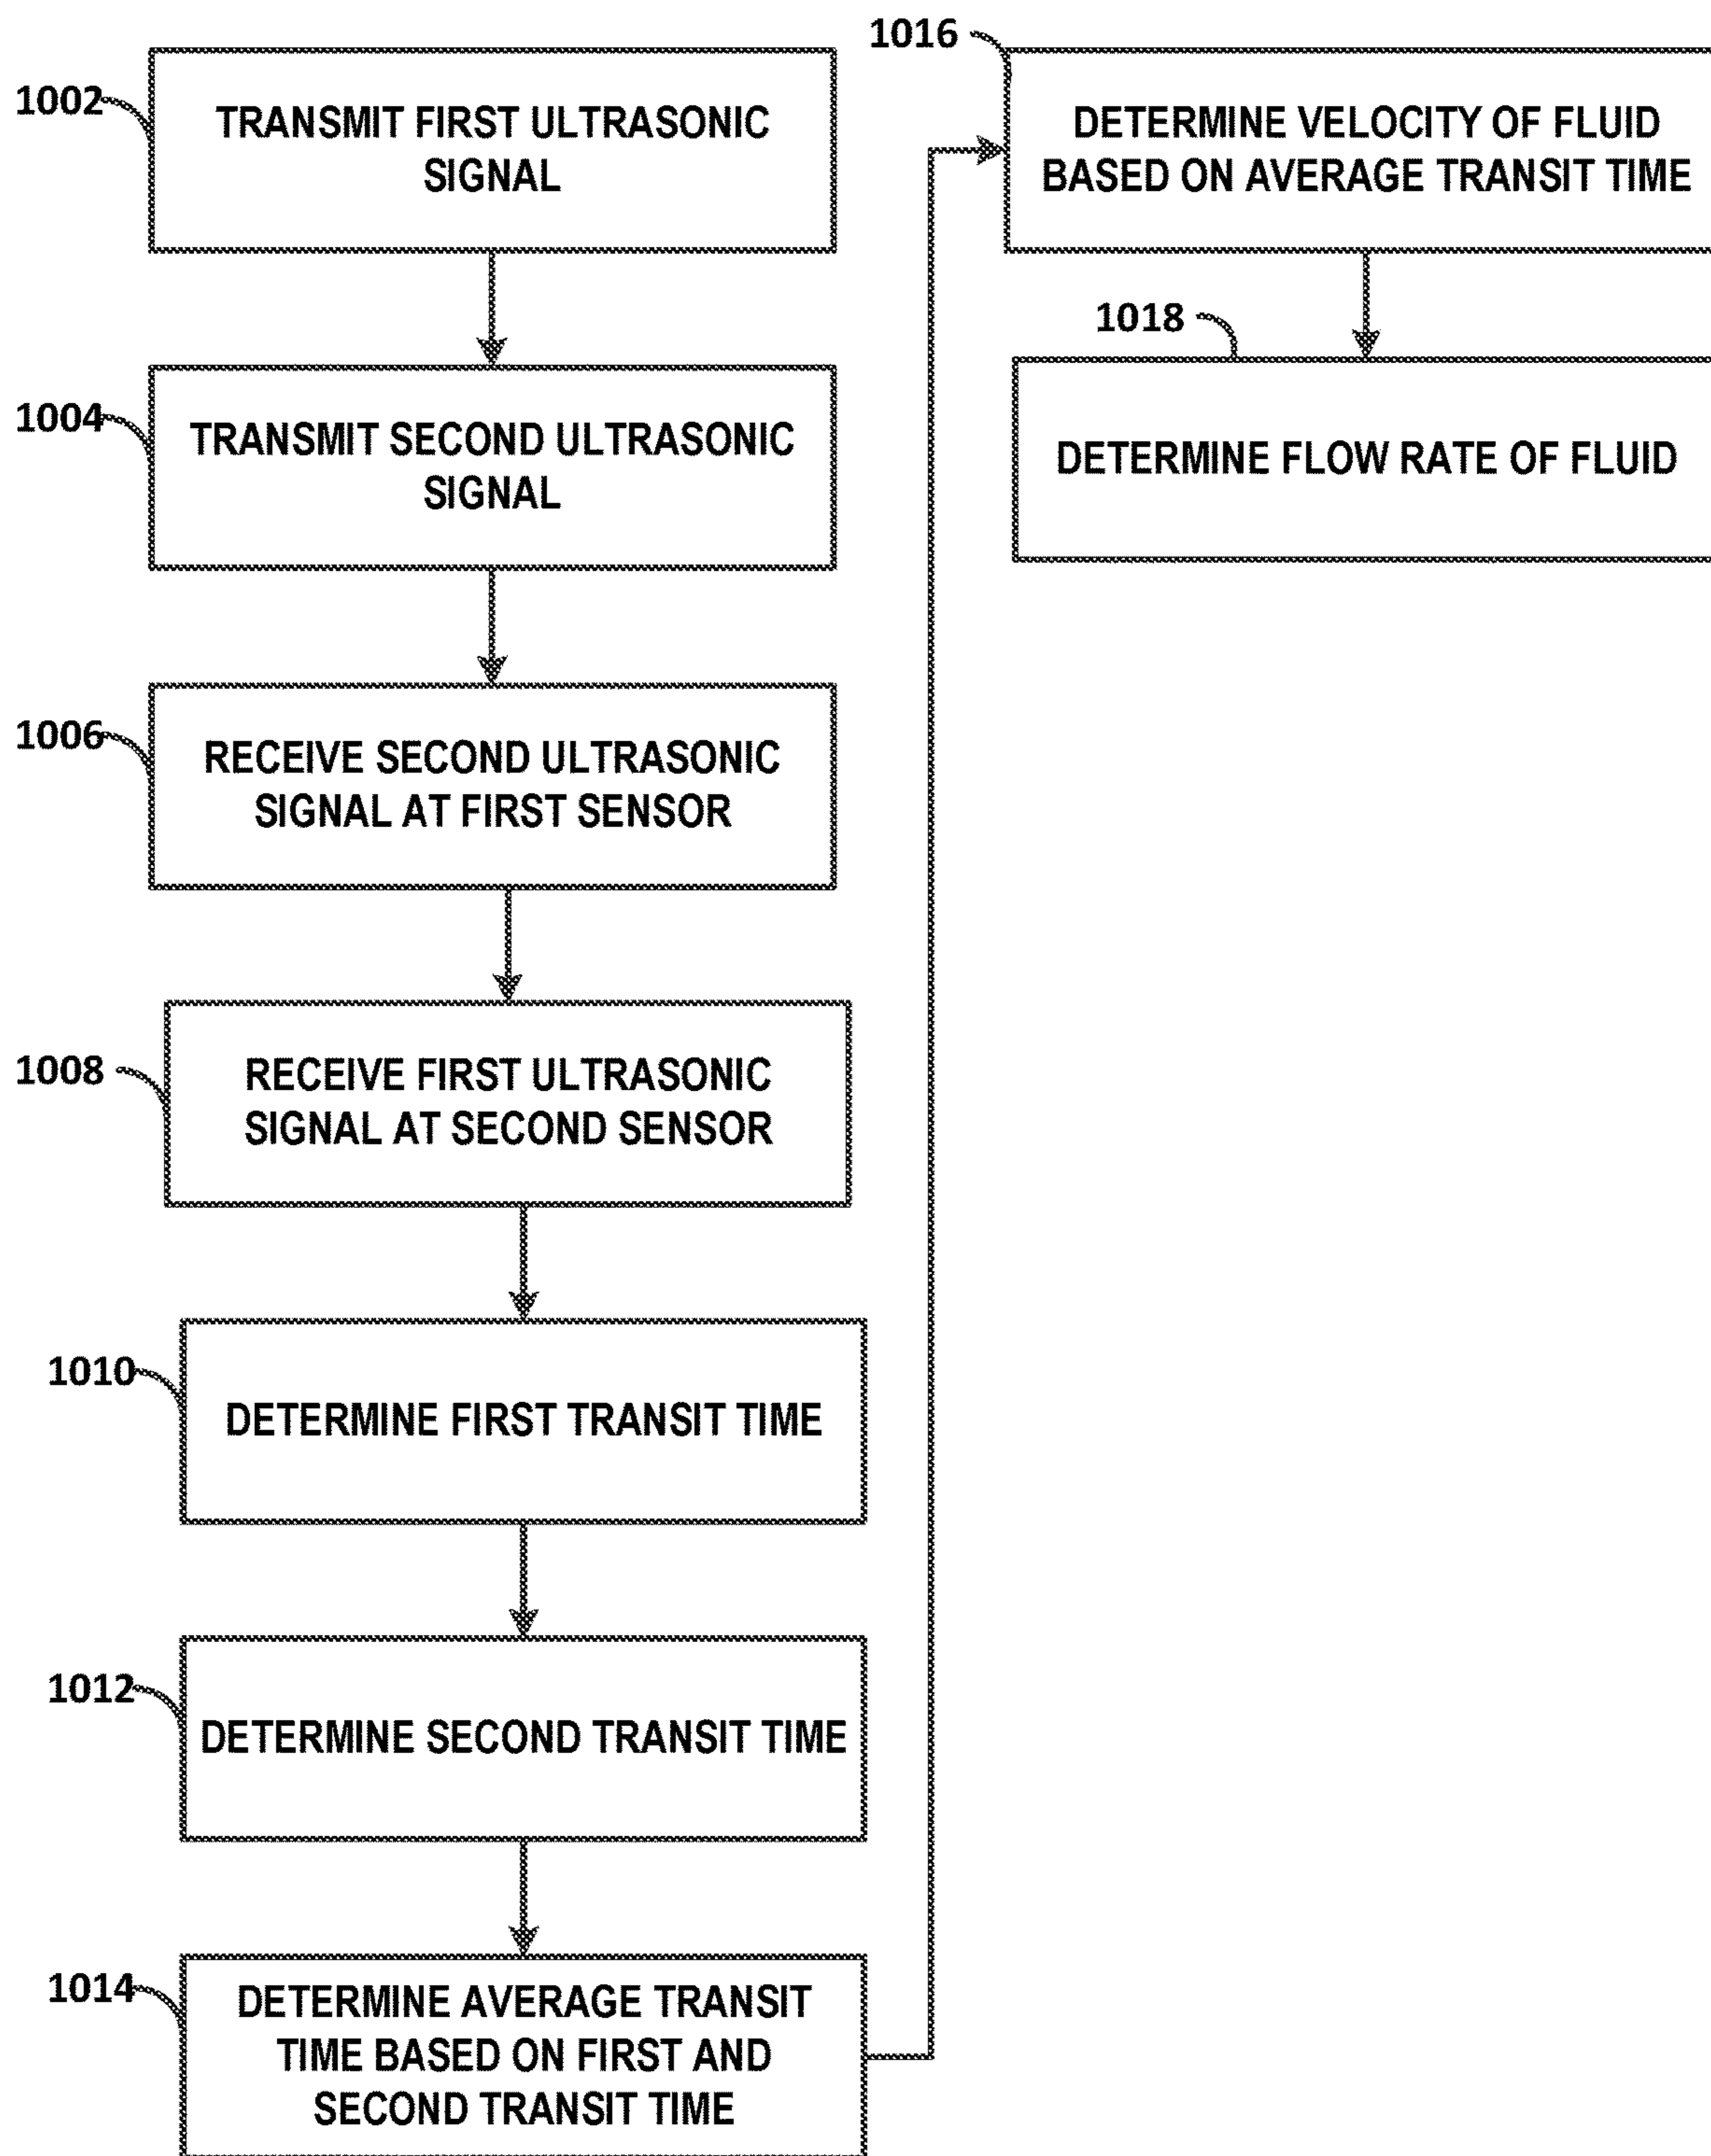 1002
TRANSMIT FIRST ULTRASONIC
SIGNAL
1004
TRANSMIT SECOND ULTRASONIC
SIGNAL
1006
RECEIVE SECOND ULTRASONIC
SIGNAL AT FIRST SENSOR
1008
RECEIVE FIRST ULTRASONIC
SIGNAL AT SECOND SENSOR
1010
DETERMINE FIRST TRANSIT TIME
1012
DETERMINE SECOND TRANSIT TIME
1014
DETERMINE AVERAGE TRANSIT
TIME BASED ON FIRST AND
SECOND TRANSIT TIME
1016
DETERMINE VELOCITY OF FLUID
BASED ON AVERAGE TRANSIT TIME
1018
DETERMINE FLOW RATE OF FLUID